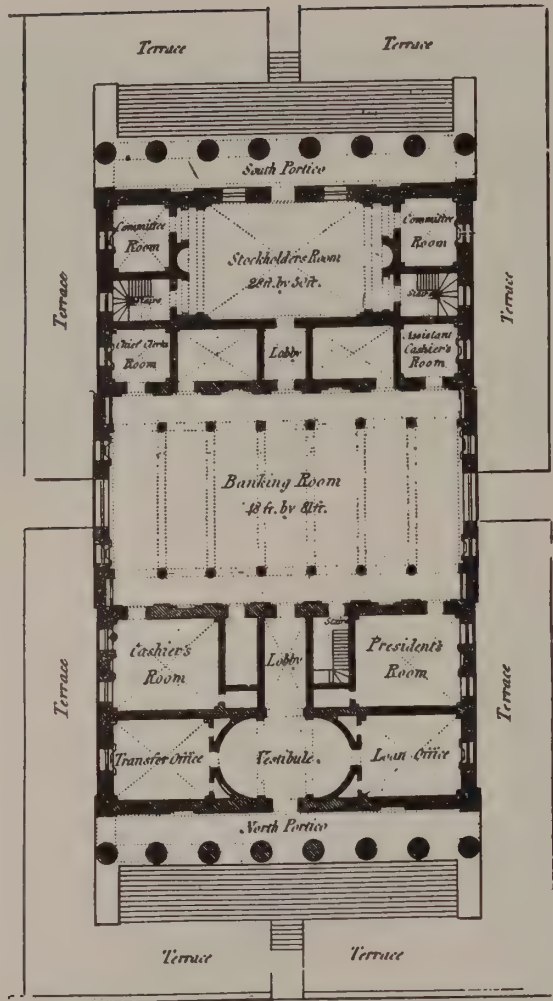 Terrace
Terrace
South Portico
Committee
Room
Committee
Room
Stockholders Room
28 ft. by 50 ft.
Stairs
Stairs
Terrace
Terrace
Chief Clerks
Room
Lobby
Assistant
Cashier's
Room
Banking Room
48 ft. by 81 ft.
Stairs
Cashier's
Room
Lobby
President's
Room
Terrace
Terrace
Transfer Office
Vestibule
Loan Office
North Portico
Terrace
Terrace